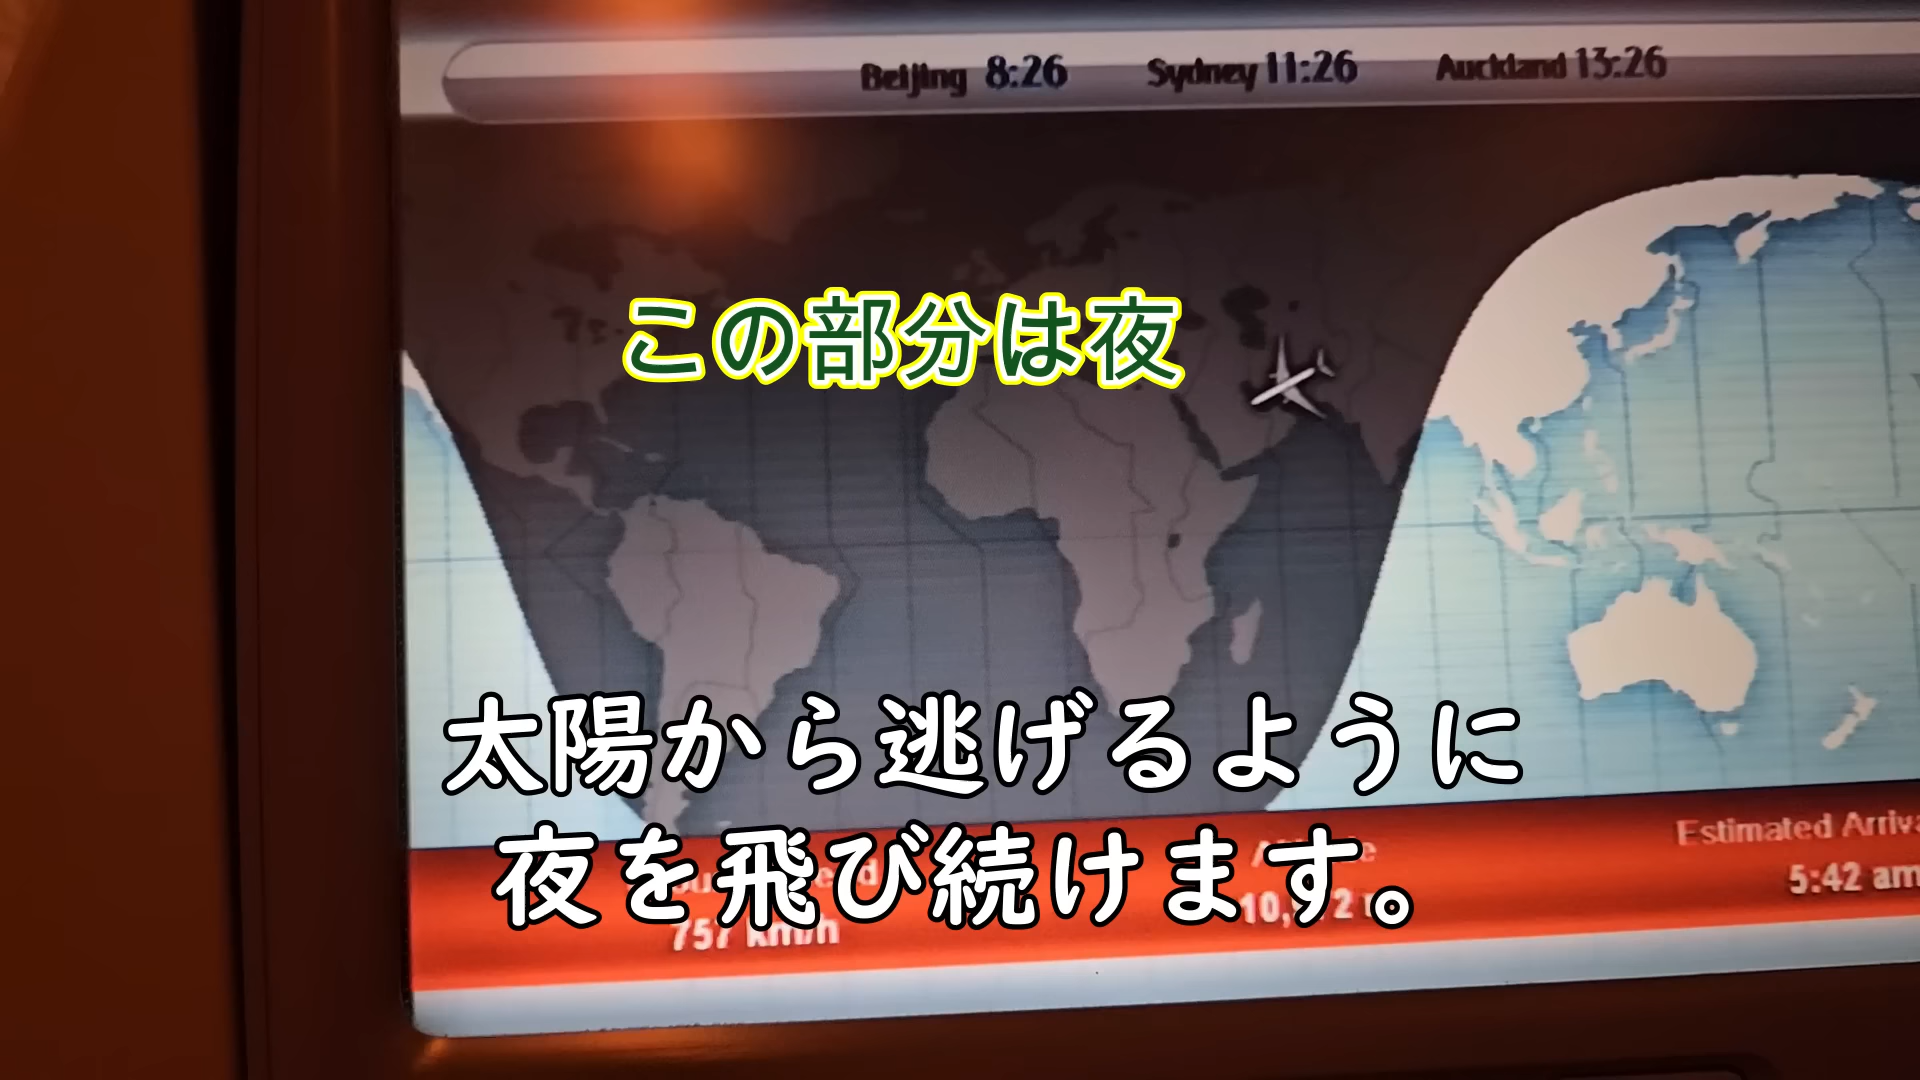 Beijing 8:26 Sydney 11:26 Auckland 13:26
この部分は夜
太陽から逃げるように
夜を飛び続けます。
Estimated
5:42 am
757 km/h